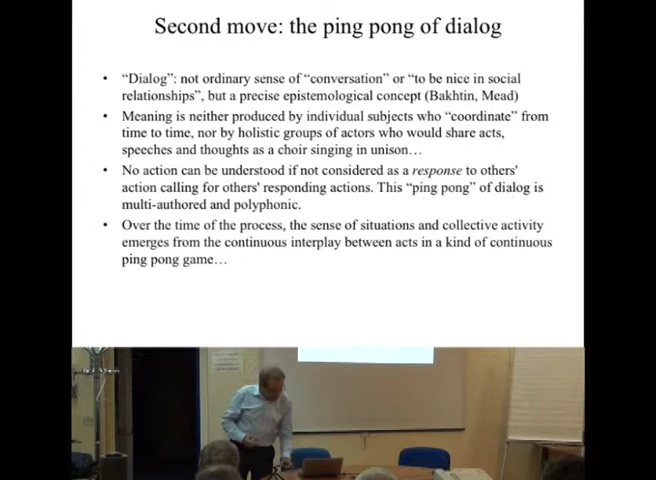 Second move: the ping pong of dialog
• “Dialog”: not ordinary sense of “conversation” or “to be nice in social
relationships”, but a precise epistemological concept (Bakhtin, Mead)
• Meaning is neither produced by individual subjects who “coordinate” from
time to time, nor by holistic groups of actors who would share acts,
speeches and thoughts as a choir singing in unison…
• No action can be understood if not considered as a response to others'
action calling for others' responding actions. This “ping pong” of dialog is
multi-authored and polyphonic.
• Over the time of the process, the sense of situations and collective activity
emerges from the continuous interplay between acts in a kind of continuous
ping pong game…